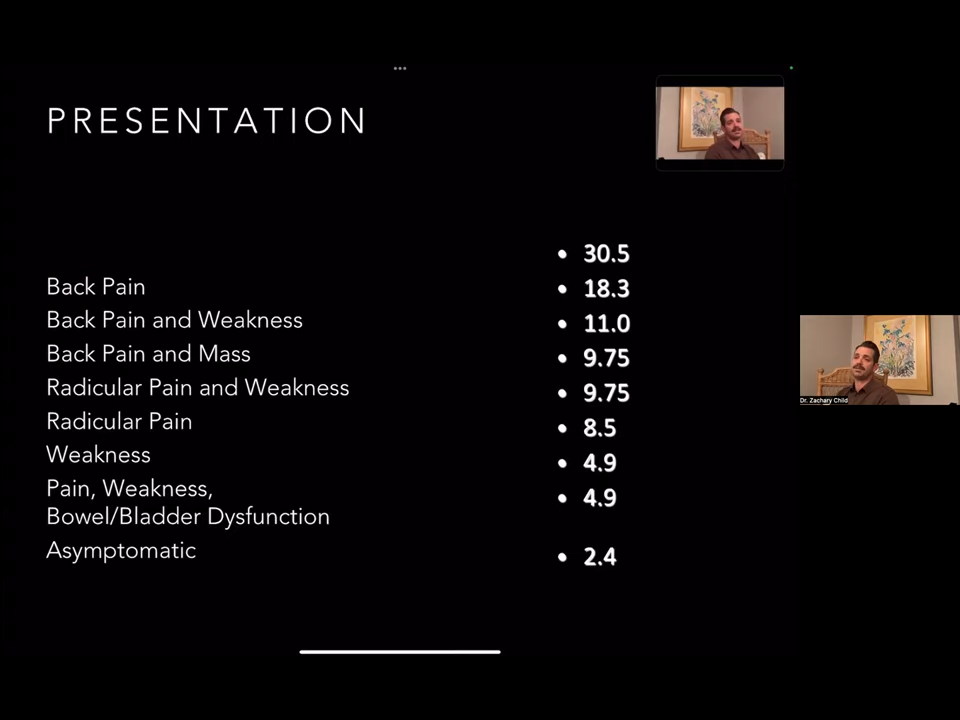 PRESENTATION
Back Pain
Back Pain and Weakness
Back Pain and Mass
Radicular Pain and Weakness
Radicular Pain
Weakness
Pain, Weakness,
Bowel/Bladder Dysfunction
Asymptomatic
• 30.5
• 18.3
• 11.0
• 9.75
• 9.75
• 8.5
• 4.9
• 4.9
• 2.4
Dr. Zachary Child